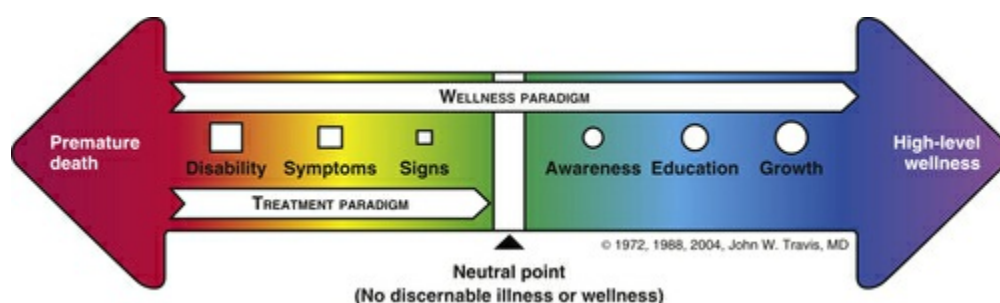 WELLNESS PARADIGM
Premature
death
High-level
wellness
Disability
Symptoms
Signs
Awareness
Education
Growth
TREATMENT PARADIGM
© 1972, 1988, 2004, John W. Travis, MD
Neutral point
(No discernable illness or wellness)